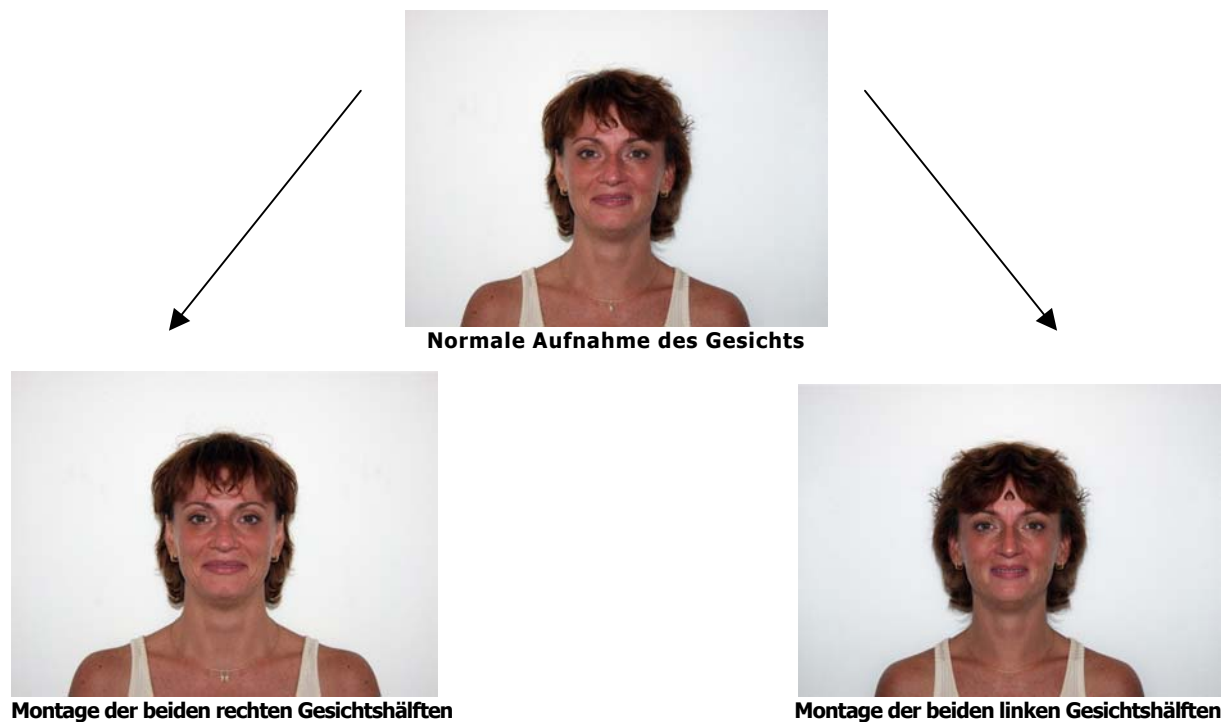 Normale Aufnahme des Gesichts
Montage der beiden rechten Gesichtshälften
Montage der beiden linken Gesichtshälften